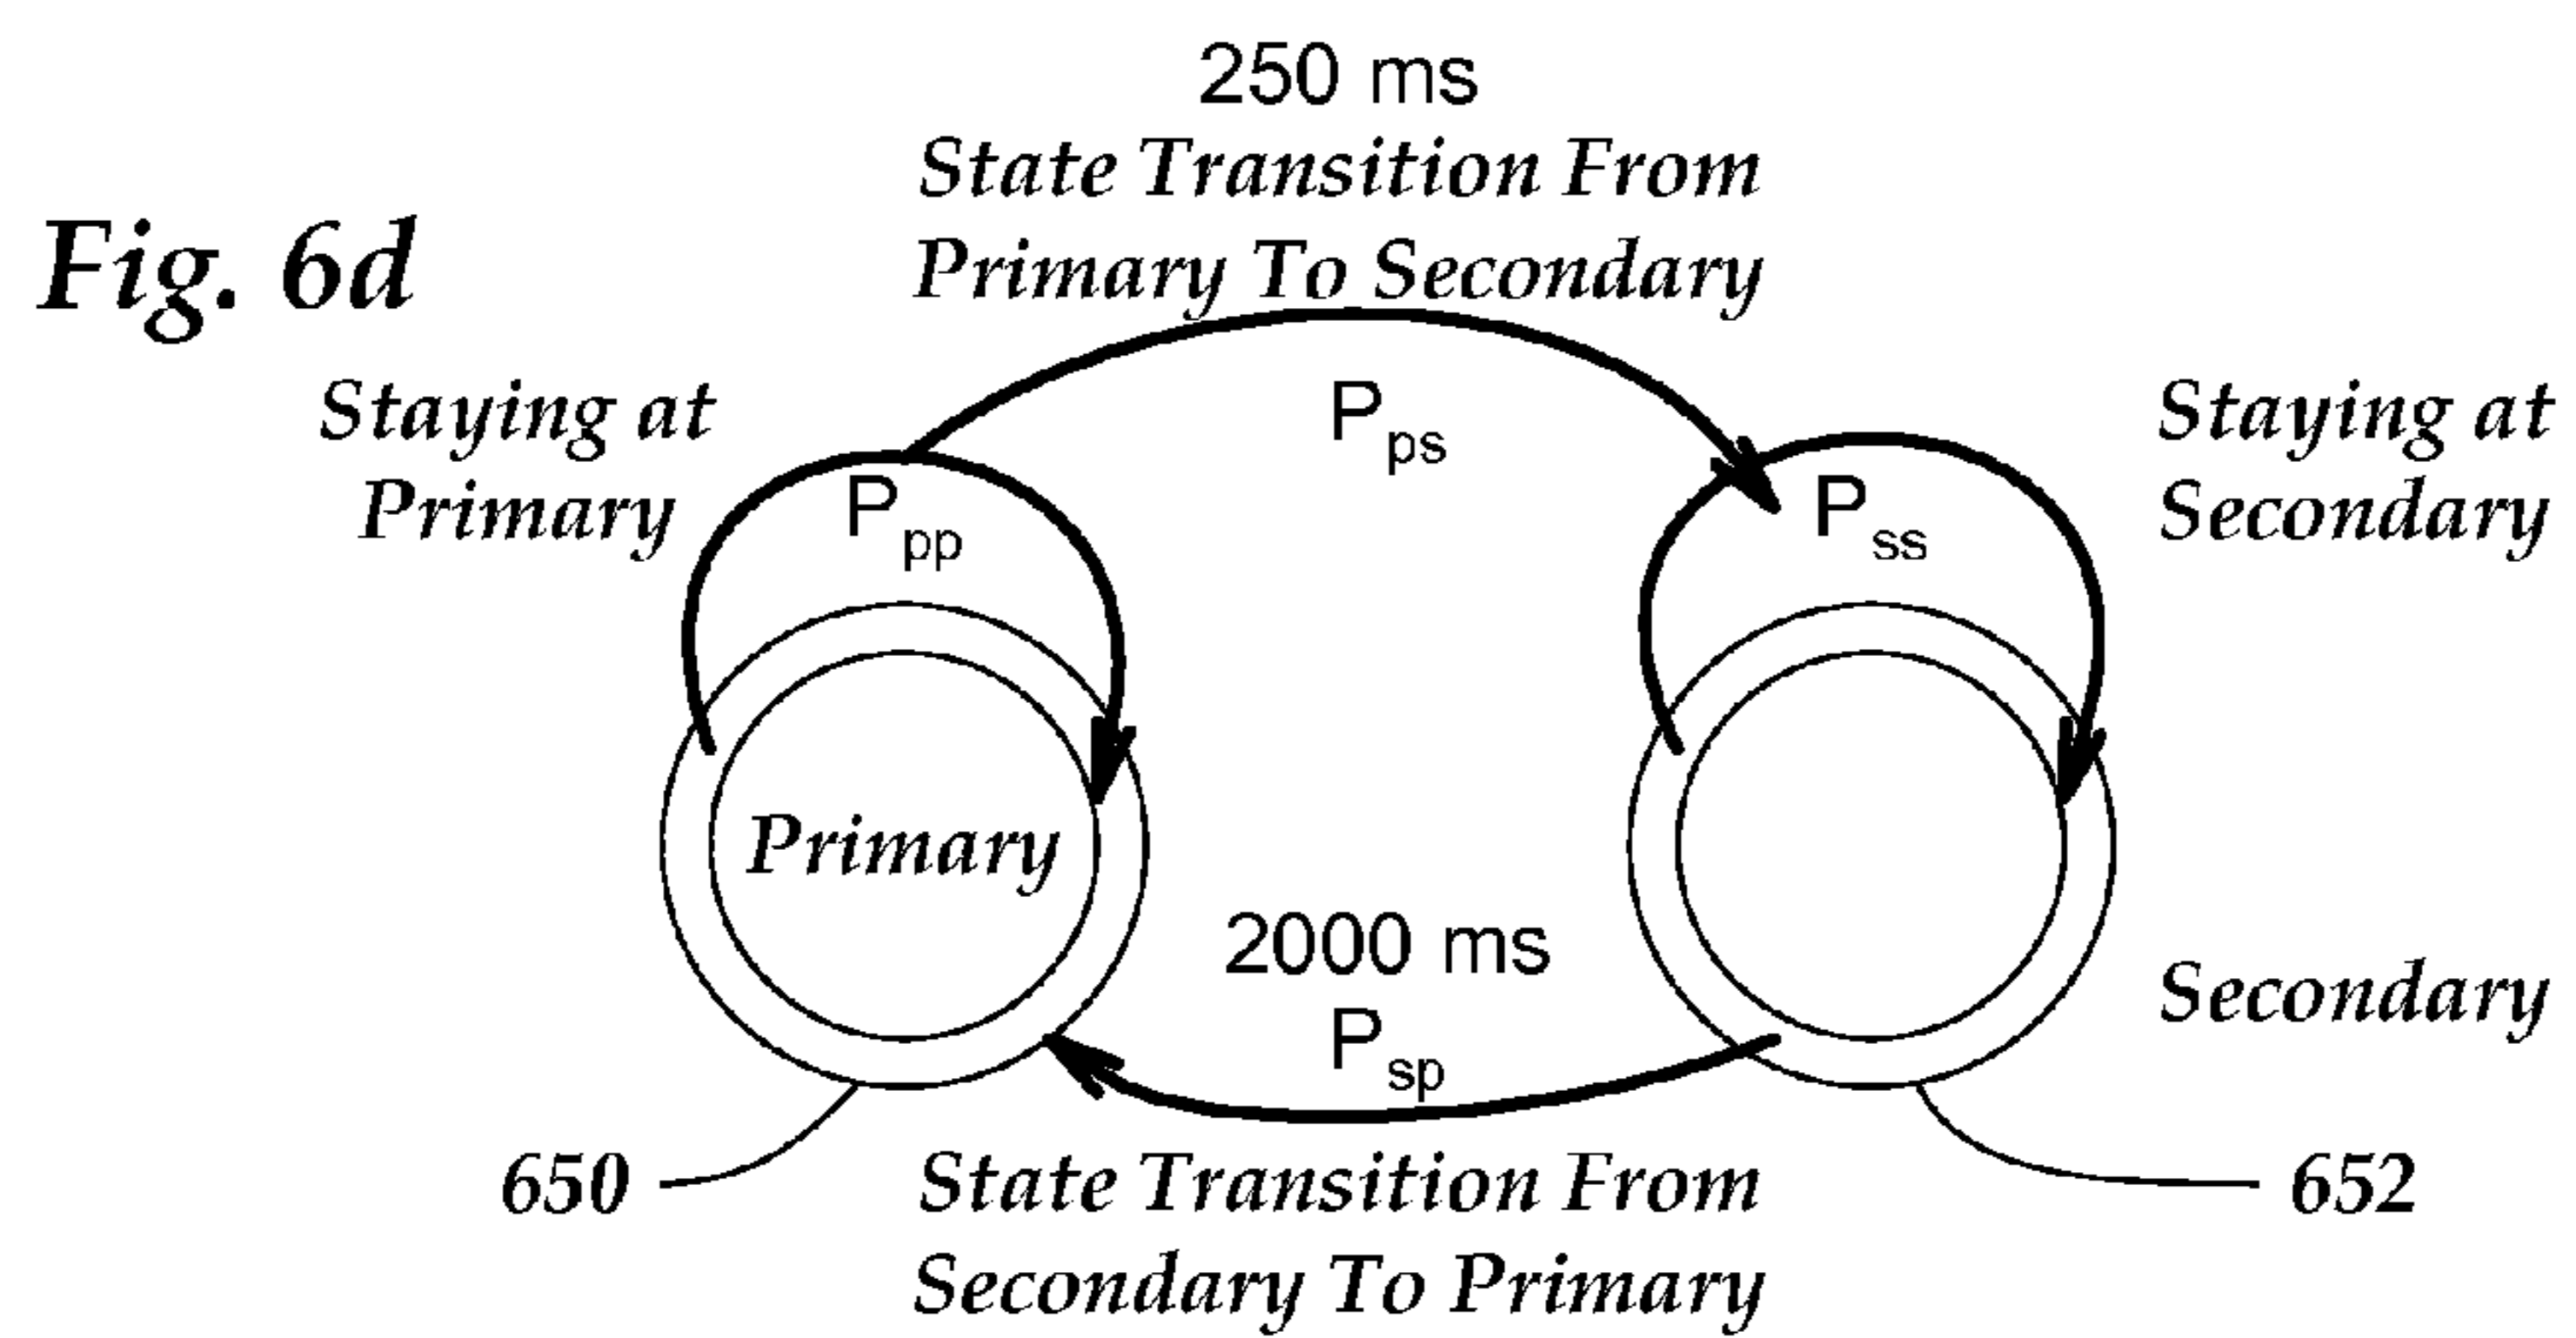 Fig. 6d
250 ms
State Transition From
Primary To Secondary
Staying at
Primary
P_ps
Staying at
Secondary
P_pp
P_ss
Primary
2000 ms
P_sp
Secondary
650
State Transition From
Secondary To Primary
652